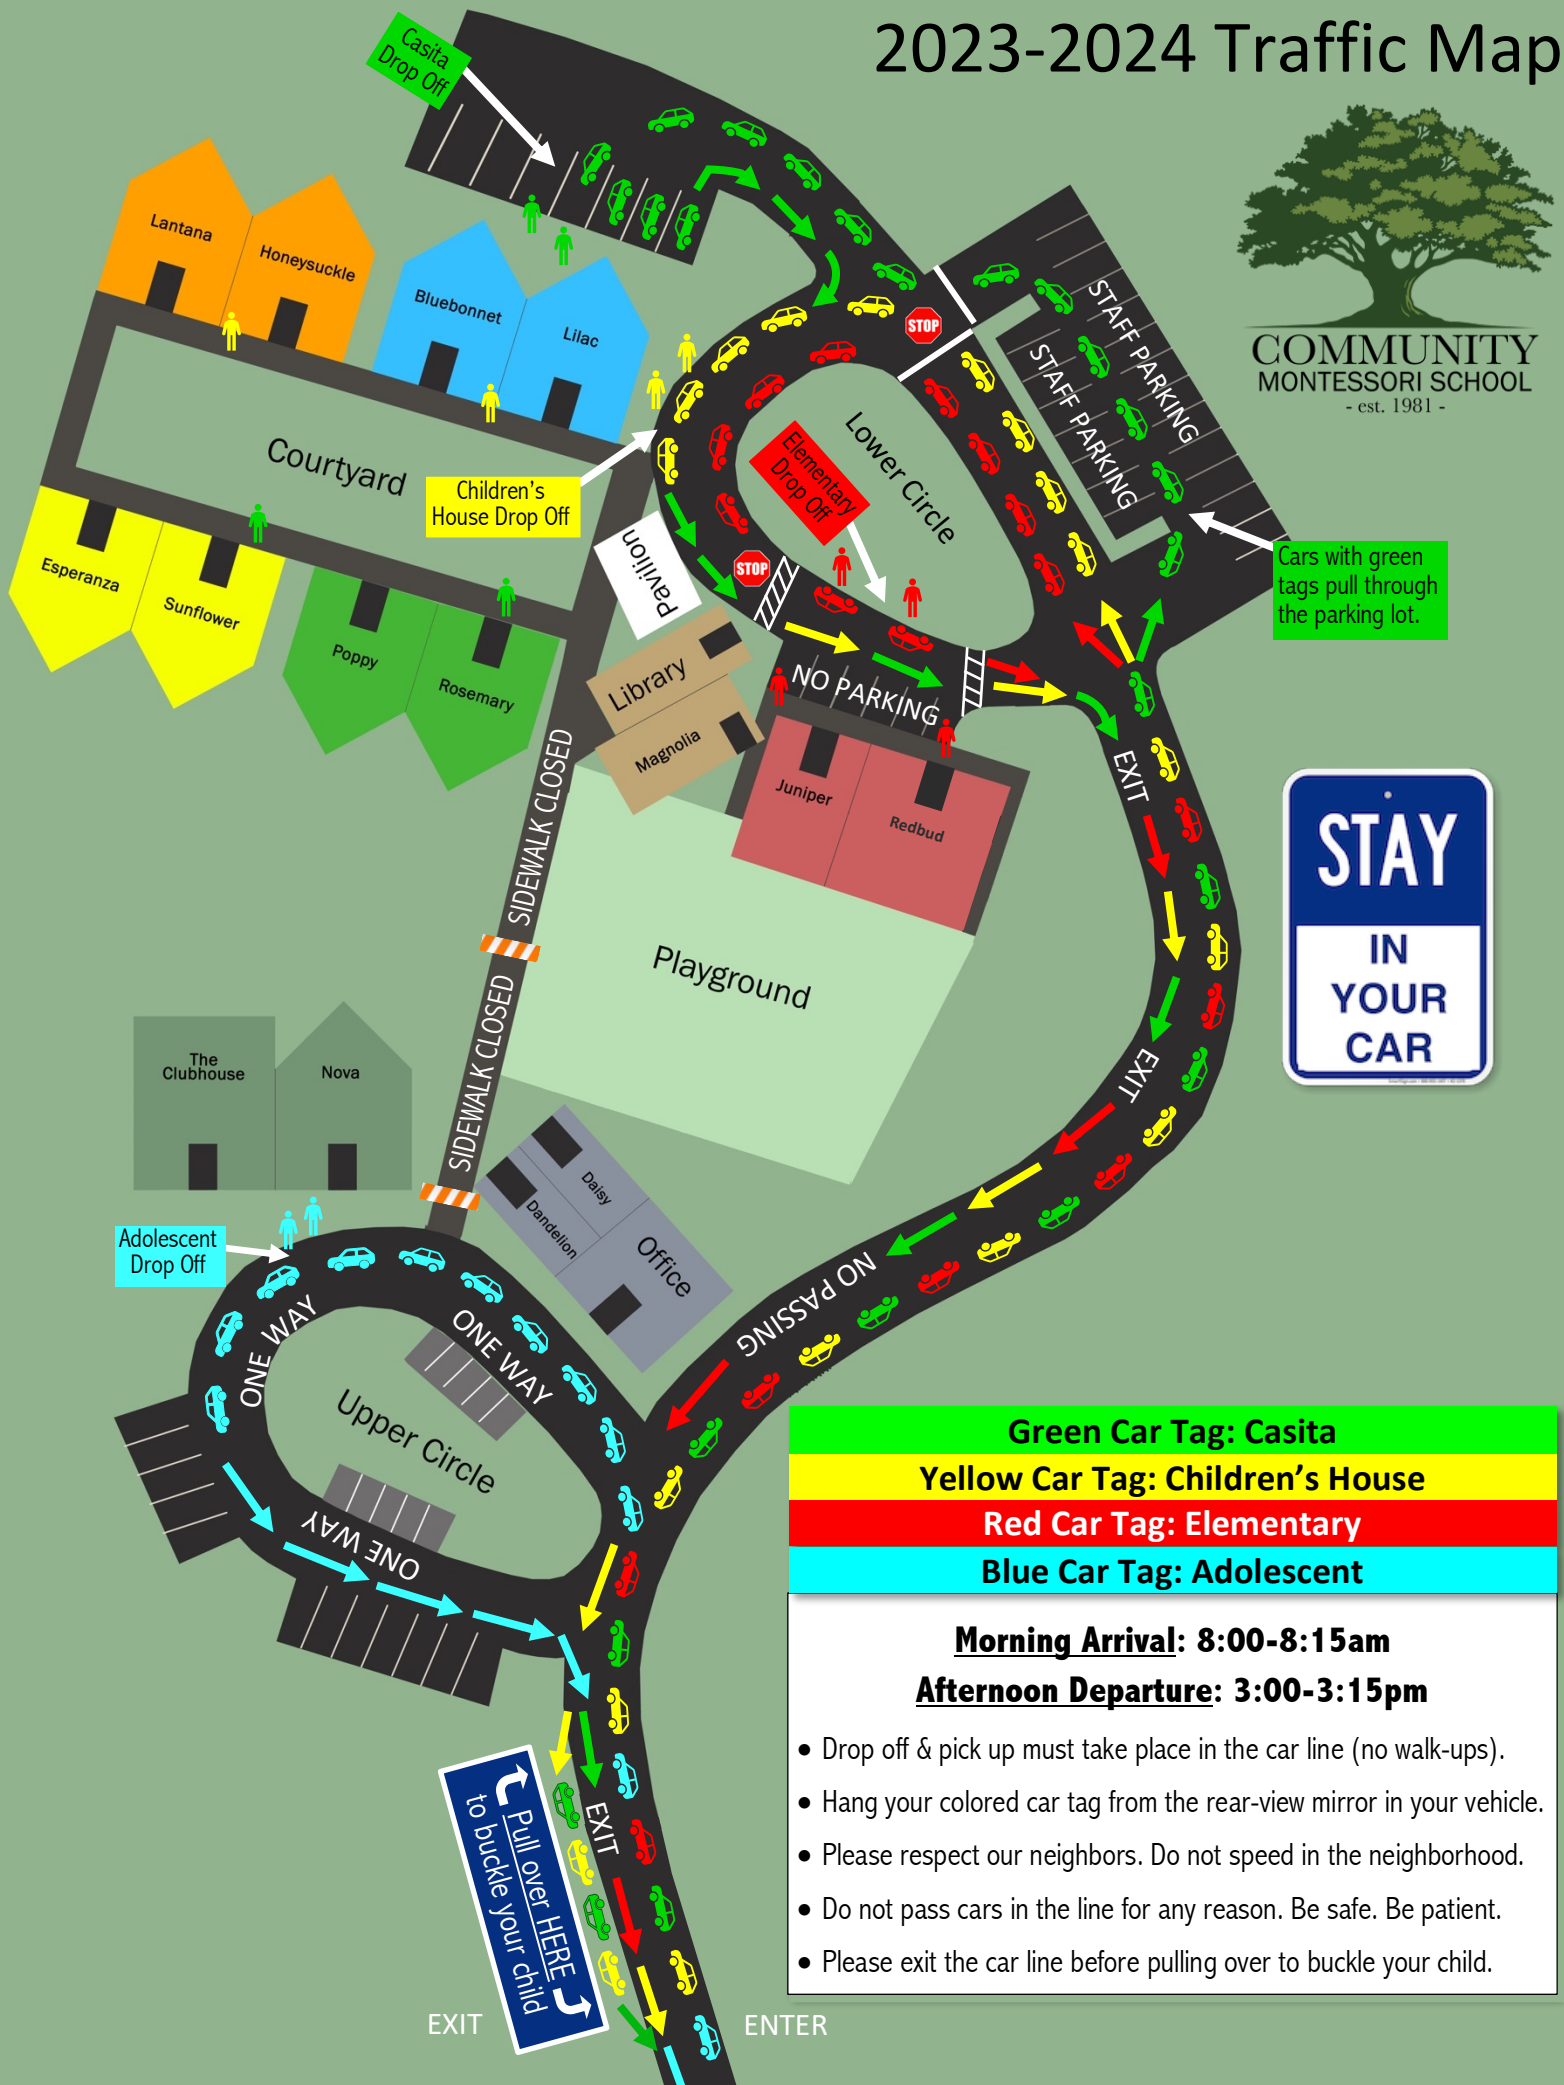 2023-2024 Traffic Map
Casita
Drop Off
COMMUNITY
MONTESSORI SCHOOL
- est. 1981 -
Lantana
Honeysuckle
Bluebonnet
Lilac
STOP
STAFF PARKING
STAFF PARKING
Lower Circle
Elementary
Drop Off
Courtyard
Children's
House Drop Off
Pavilion
STOP
Cars with green
tags pull through
the parking lot.
Esperanza
Sunflower
Poppy
Rosemary
Library
Magnolia
NO PARKING
Juniper
Redbud
EXIT
SIDEWALK CLOSED
SIDEWALK CLOSED
Playground
STAY
IN
YOUR
CAR
EXIT
The
Clubhouse
Nova
Daisy
Dandelion
Office
Adolescent
Drop Off
NO PASSING
ONE WAY
ONE WAY
Upper Circle
ONE WAY
Green Car Tag: Casita
Yellow Car Tag: Children's House
Red Car Tag: Elementary
Blue Car Tag: Adolescent
Morning Arrival: 8:00-8:15am
Afternoon Departure: 3:00-3:15pm
• Drop off & pick up must take place in the car line (no walk-ups).
• Hang your colored car tag from the rear-view mirror in your vehicle.
• Please respect our neighbors. Do not speed in the neighborhood.
• Do not pass cars in the line for any reason. Be safe. Be patient.
• Please exit the car line before pulling over to buckle your child.
Pull over HERE
to buckle your child
EXIT
EXIT
ENTER